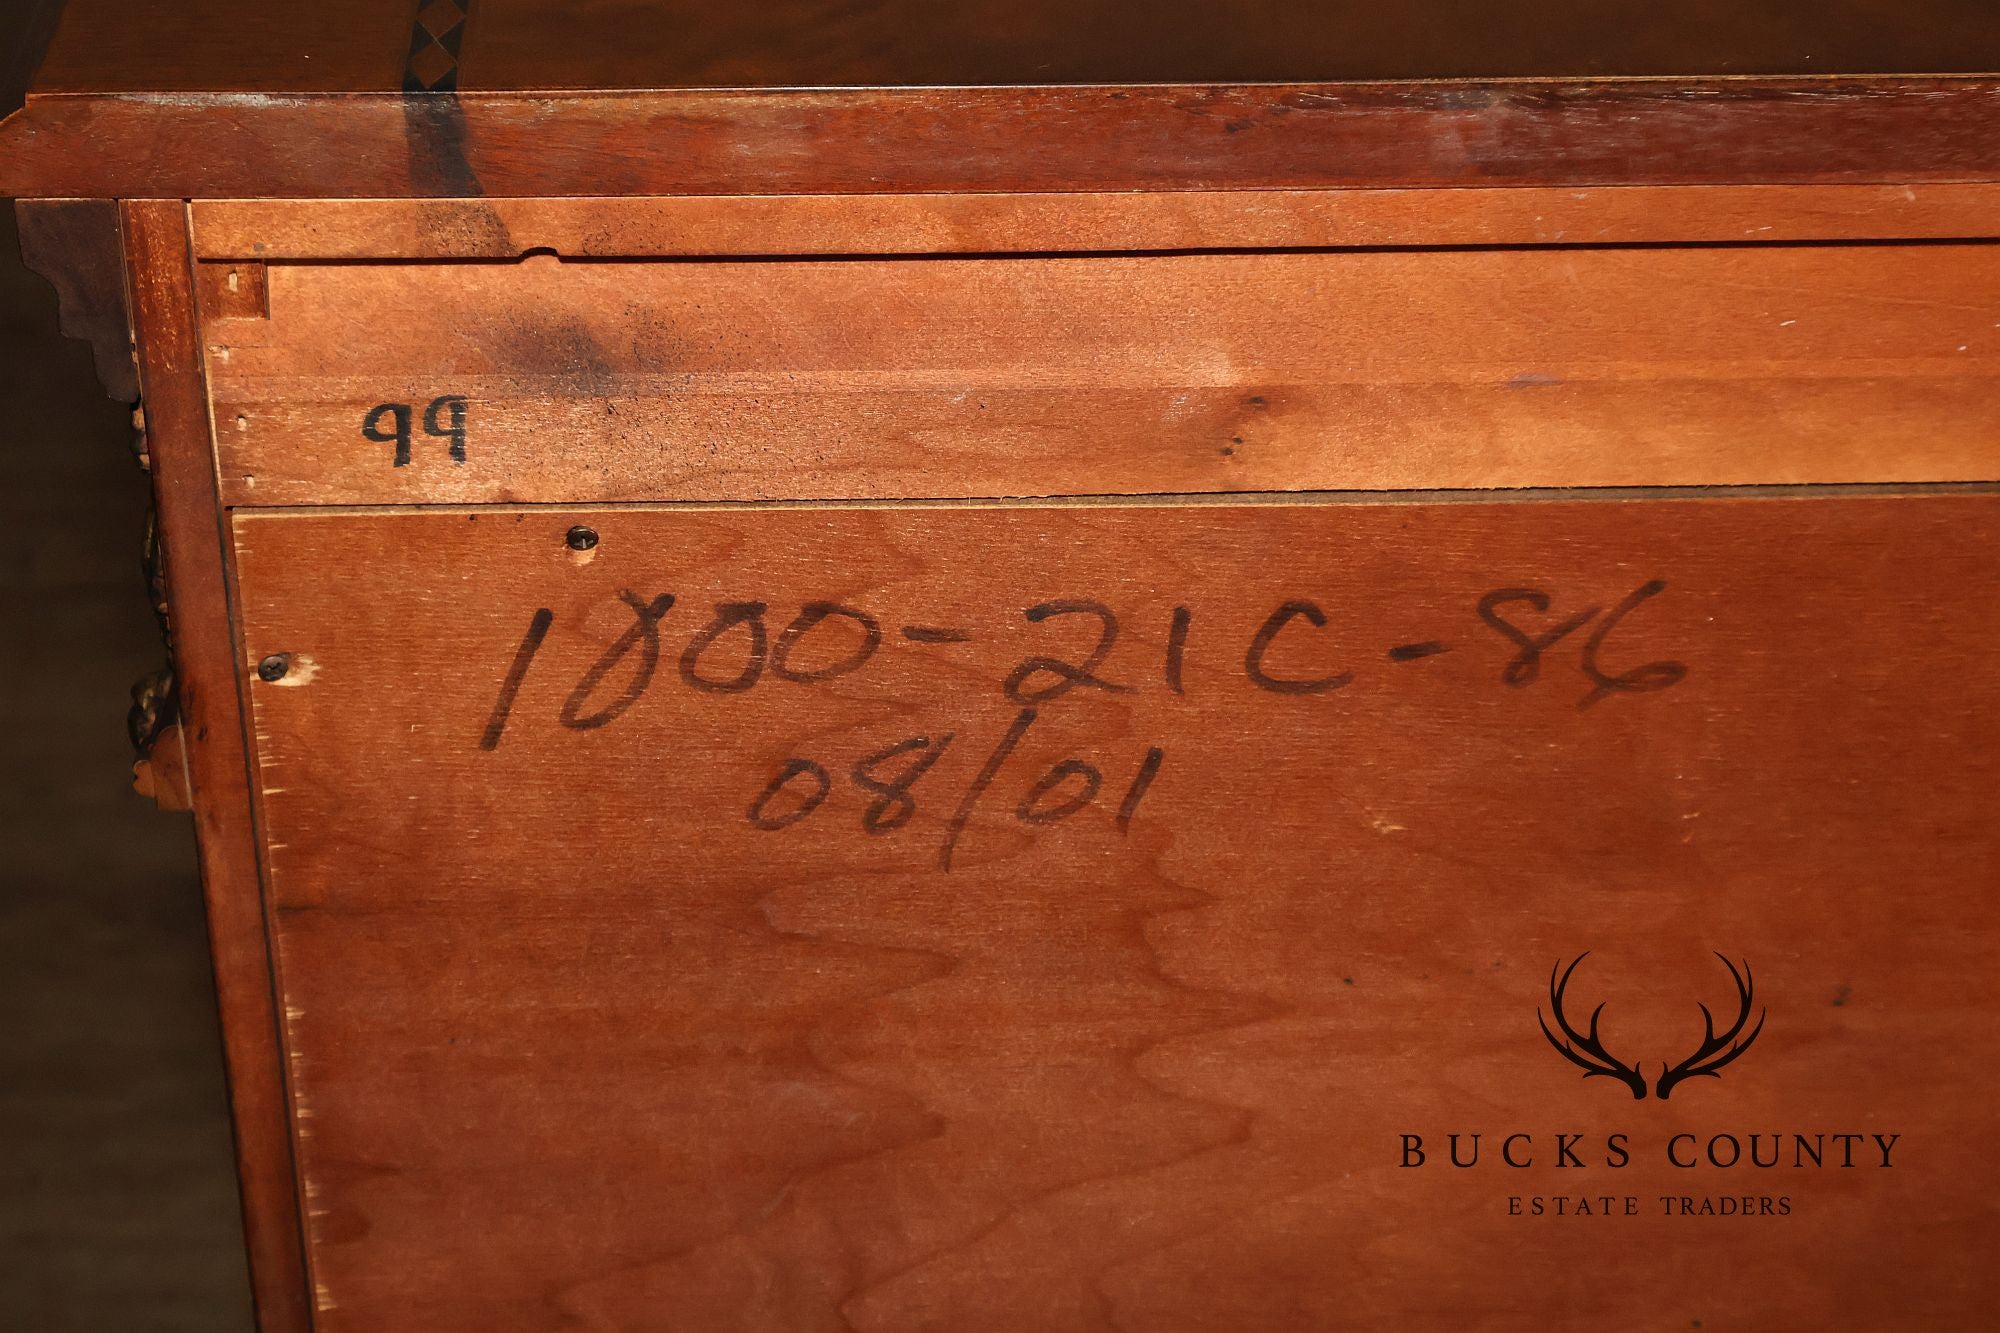 99
1800-21C-86
08/01
BUCKS COUNTY
ESTATE TRADERS